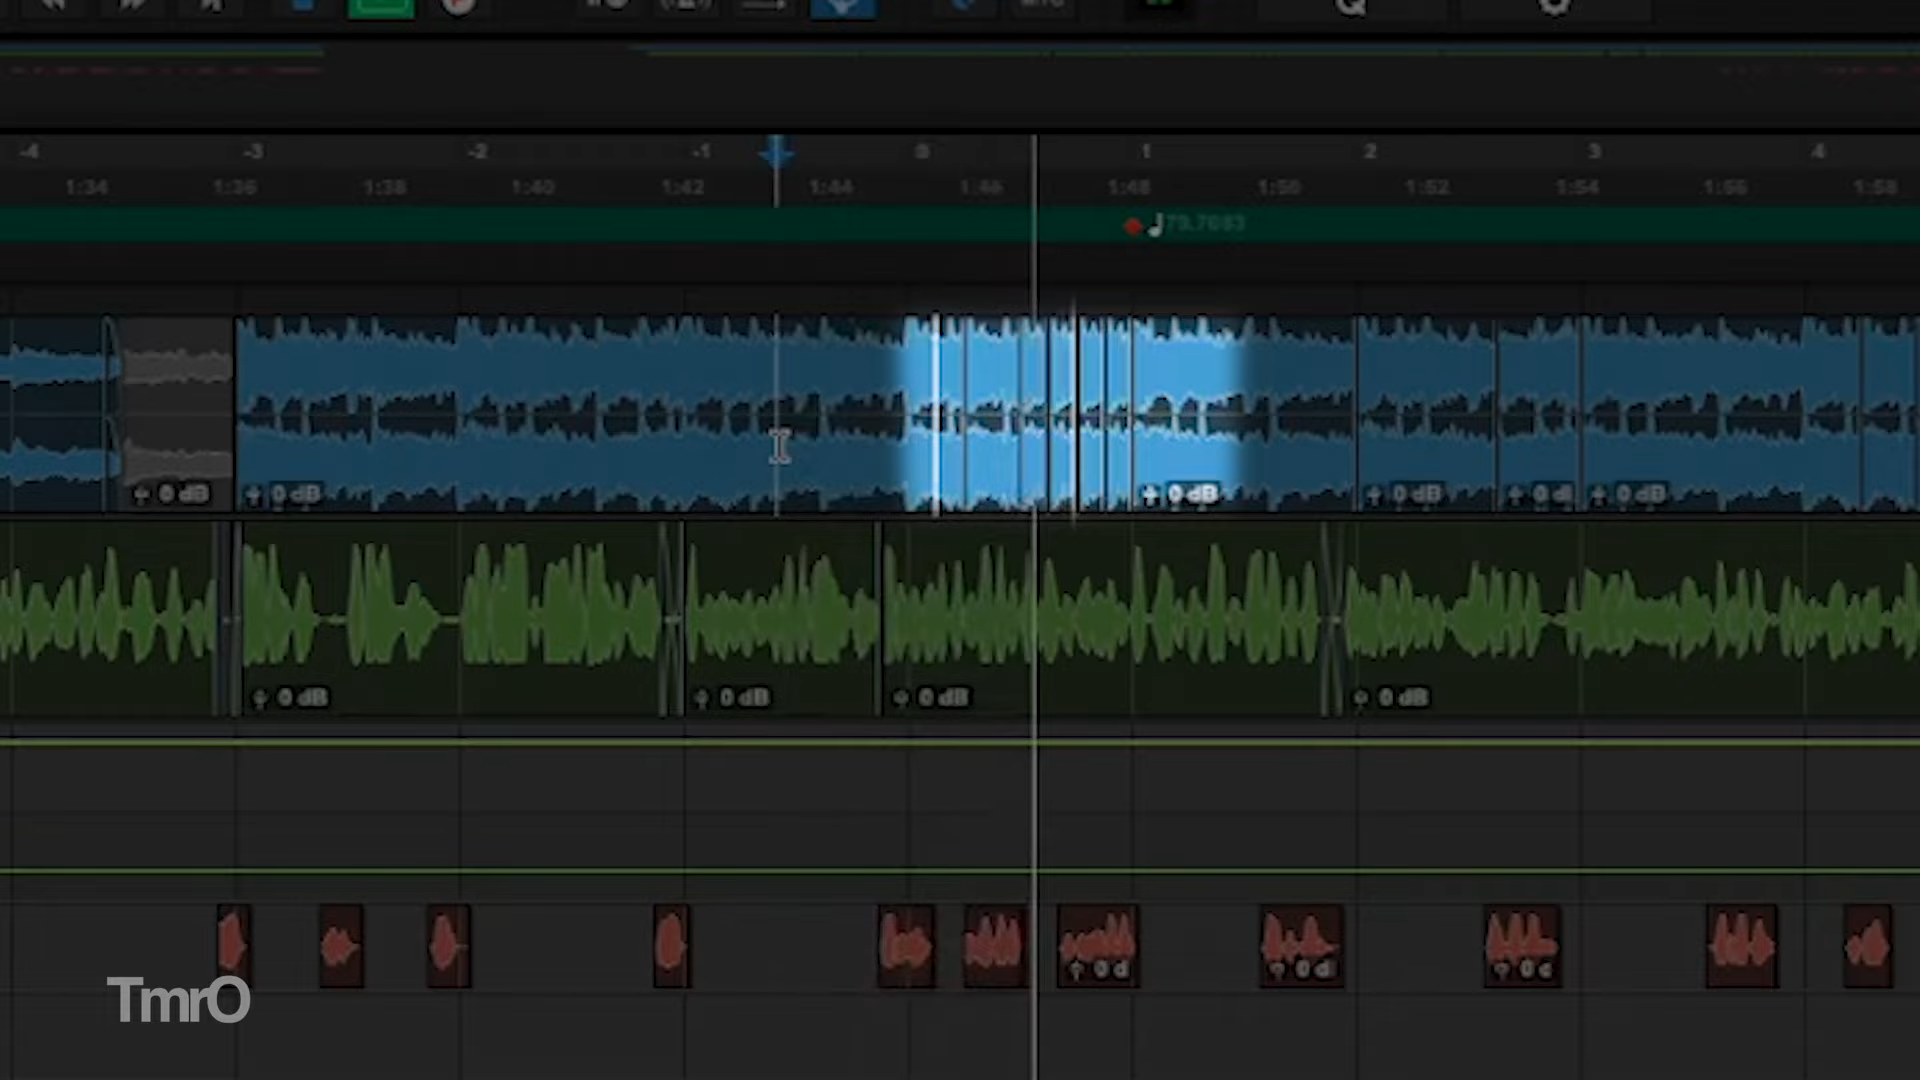 -4 -3 -2 -1 0 1 2 3 4
1:34 1:36 1:38 1:40 1:42 1:44 1:46 1:48 1:50 1:52 1:54 1:56 1:58
0 dB 0 dB 0 dB 0 dB 0 dB
0 dB 0 dB 0 dB 0 dB
0 d 0 d
TmrO